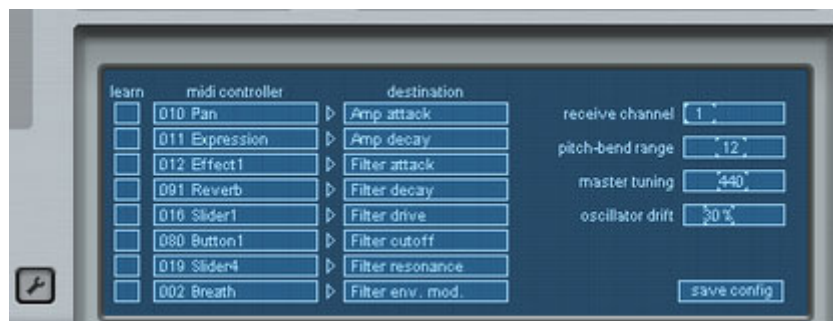 learn midi controller destination
010 Pan Amp attack receive channel 1
011 Expression Amp decay
pitch-bend range 12
012 Effect1 Filter attack
091 Reverb Filter decay master tuning 440
016 Slider1 Filter drive oscillator drift 30%
080 Button1 Filter cutoff
019 Slider4 Filter resonance
002 Breath Filter env. mod. save config